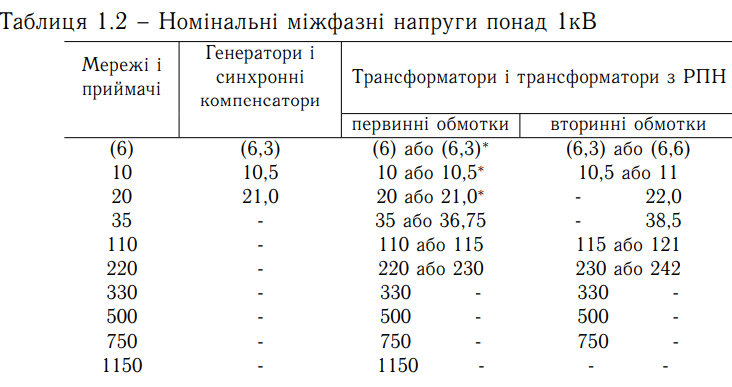 Таблиця 1.2 – Номінальні міжфазні напруги понад 1кВ
Мережі і приймачі
Генератори і синхронні компенсатори
Трансформатори і трансформатори з РПН
первинні обмотки вторинні обмотки
(6) (6,3) (6) або (6,3)* (6,3) або (6,6)
10 10,5 10 або 10,5* 10,5 або 11
20 21,0 20 або 21,0* - 22,0
35 - 35 або 36,75 - 38,5
110 - 110 або 115 115 або 121
220 - 220 або 230 230 або 242
330 - 330 - 330 -
500 - 500 - 500 -
750 - 750 - 750 -
1150 - 1150 - - -